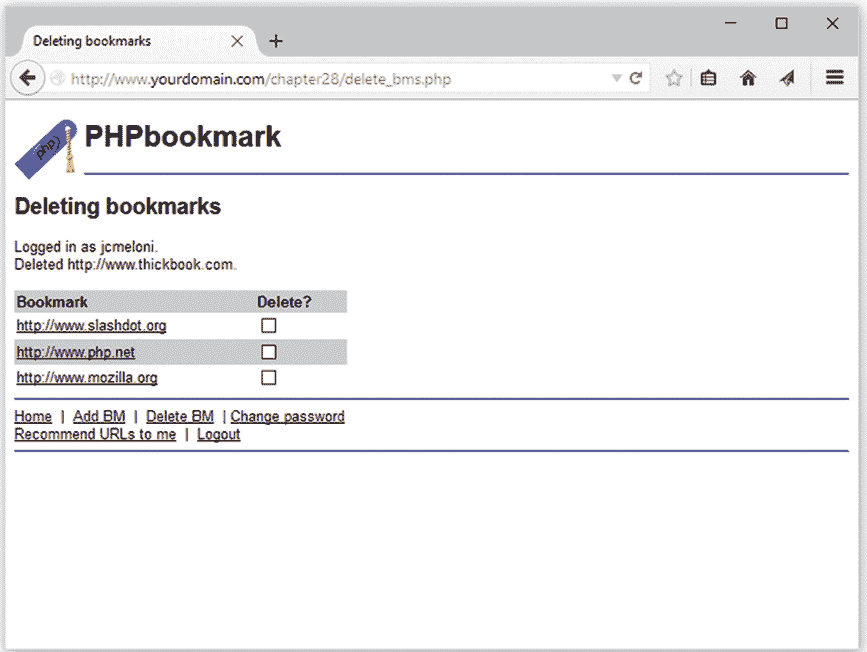 Deleting bookmarks
http://www.yourdomain.com/chapter28/delete_bms.php
php)
PHPbookmark
Deleting bookmarks
Logged in as jcmeloni.
Deleted http://www.thickbook.com.
Bookmark Delete?
http://www.slashdot.org
http://www.php.net
http://www.mozilla.org
Home | Add BM | Delete BM | Change password
Recommend URLs to me | Logout